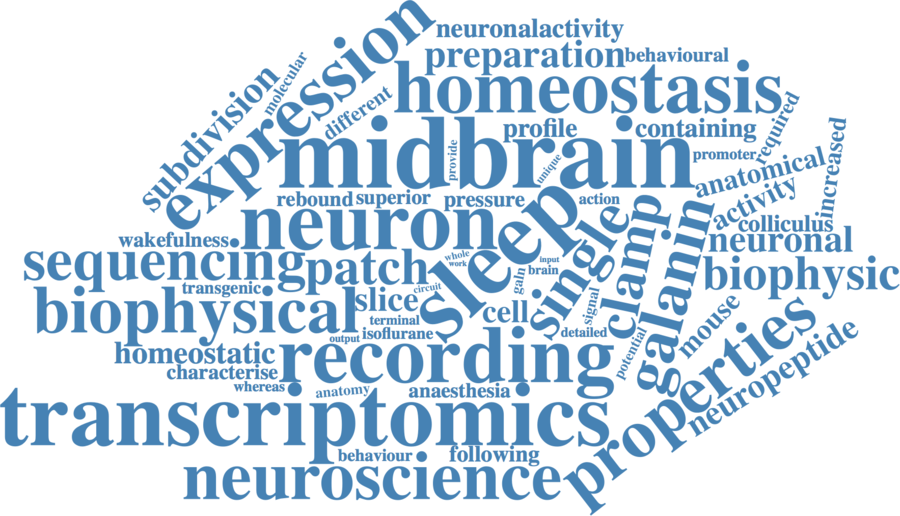 neuronalactivity
expression
preparation
behavioural
molecular
homeostasis
subdivision
different
profile
containing
required
midbrain
provide
unique
promoter
increased
anatomical
rebound
superior
pressure
action
activity
wakefulness
neuron
sleep
colliculus
neuronal
sequencing
patch
whole
work
input
brain
single
clamp
galanin
biophysic
transgenic
circuit
gain
signal
biophysical
slice
cell
terminal
isoflurane
output
detailed
mouse
homeostatic
recording
potential
properties
characterise
neuropeptide
whereas
anatomy
anaesthesia
transcriptomics
behaviour
following
neuroscience